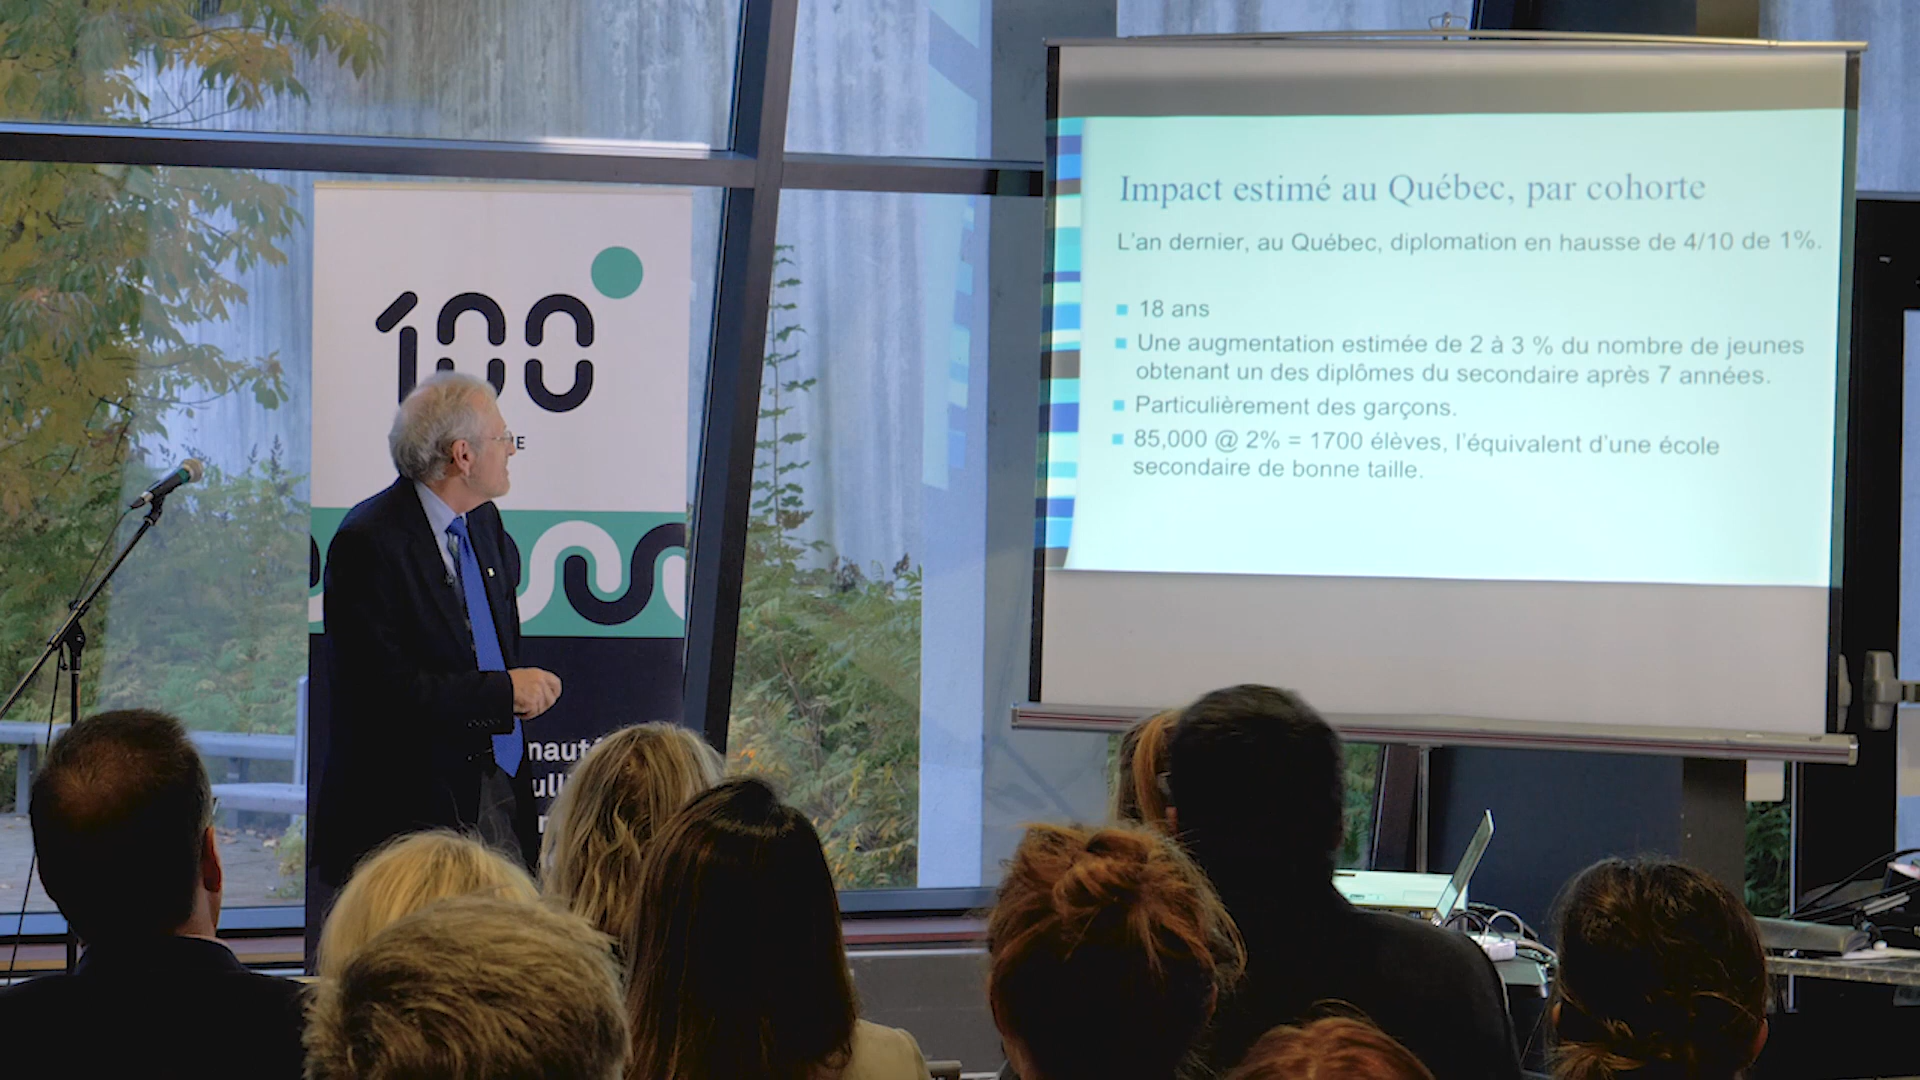 100
E
naut
ull
Impact estimé au Québec, par cohorte
L'an dernier, au Québec, diplomation en hausse de 4/10 de 1%.
18 ans
Une augmentation estimée de 2 à 3 % du nombre de jeunes
obtenant un des diplômes du secondaire après 7 années.
Particulièrement des garçons.
85,000 @ 2% = 1700 élèves, l'équivalent d'une école
secondaire de bonne taille.